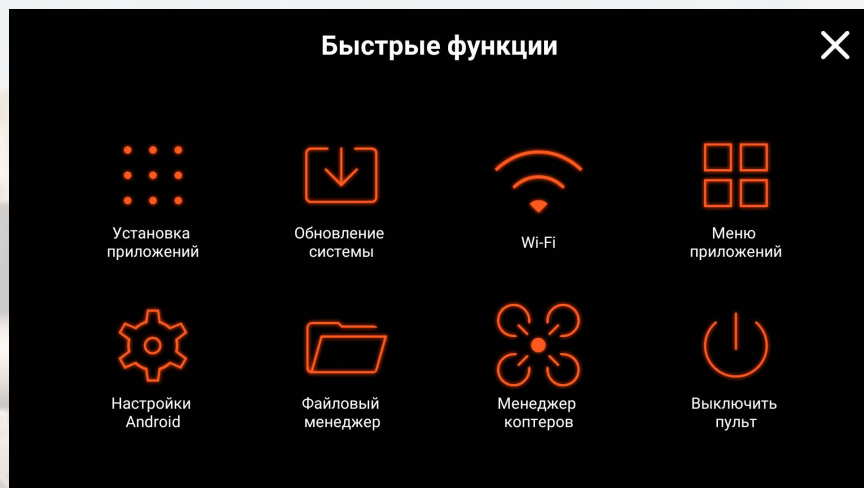 Быстрые функции
Установка
приложений
Обновление
системы
Wi-Fi
Меню
приложений
Настройки
Android
Файловый
менеджер
Менеджер
коптеров
Выключить
пульт